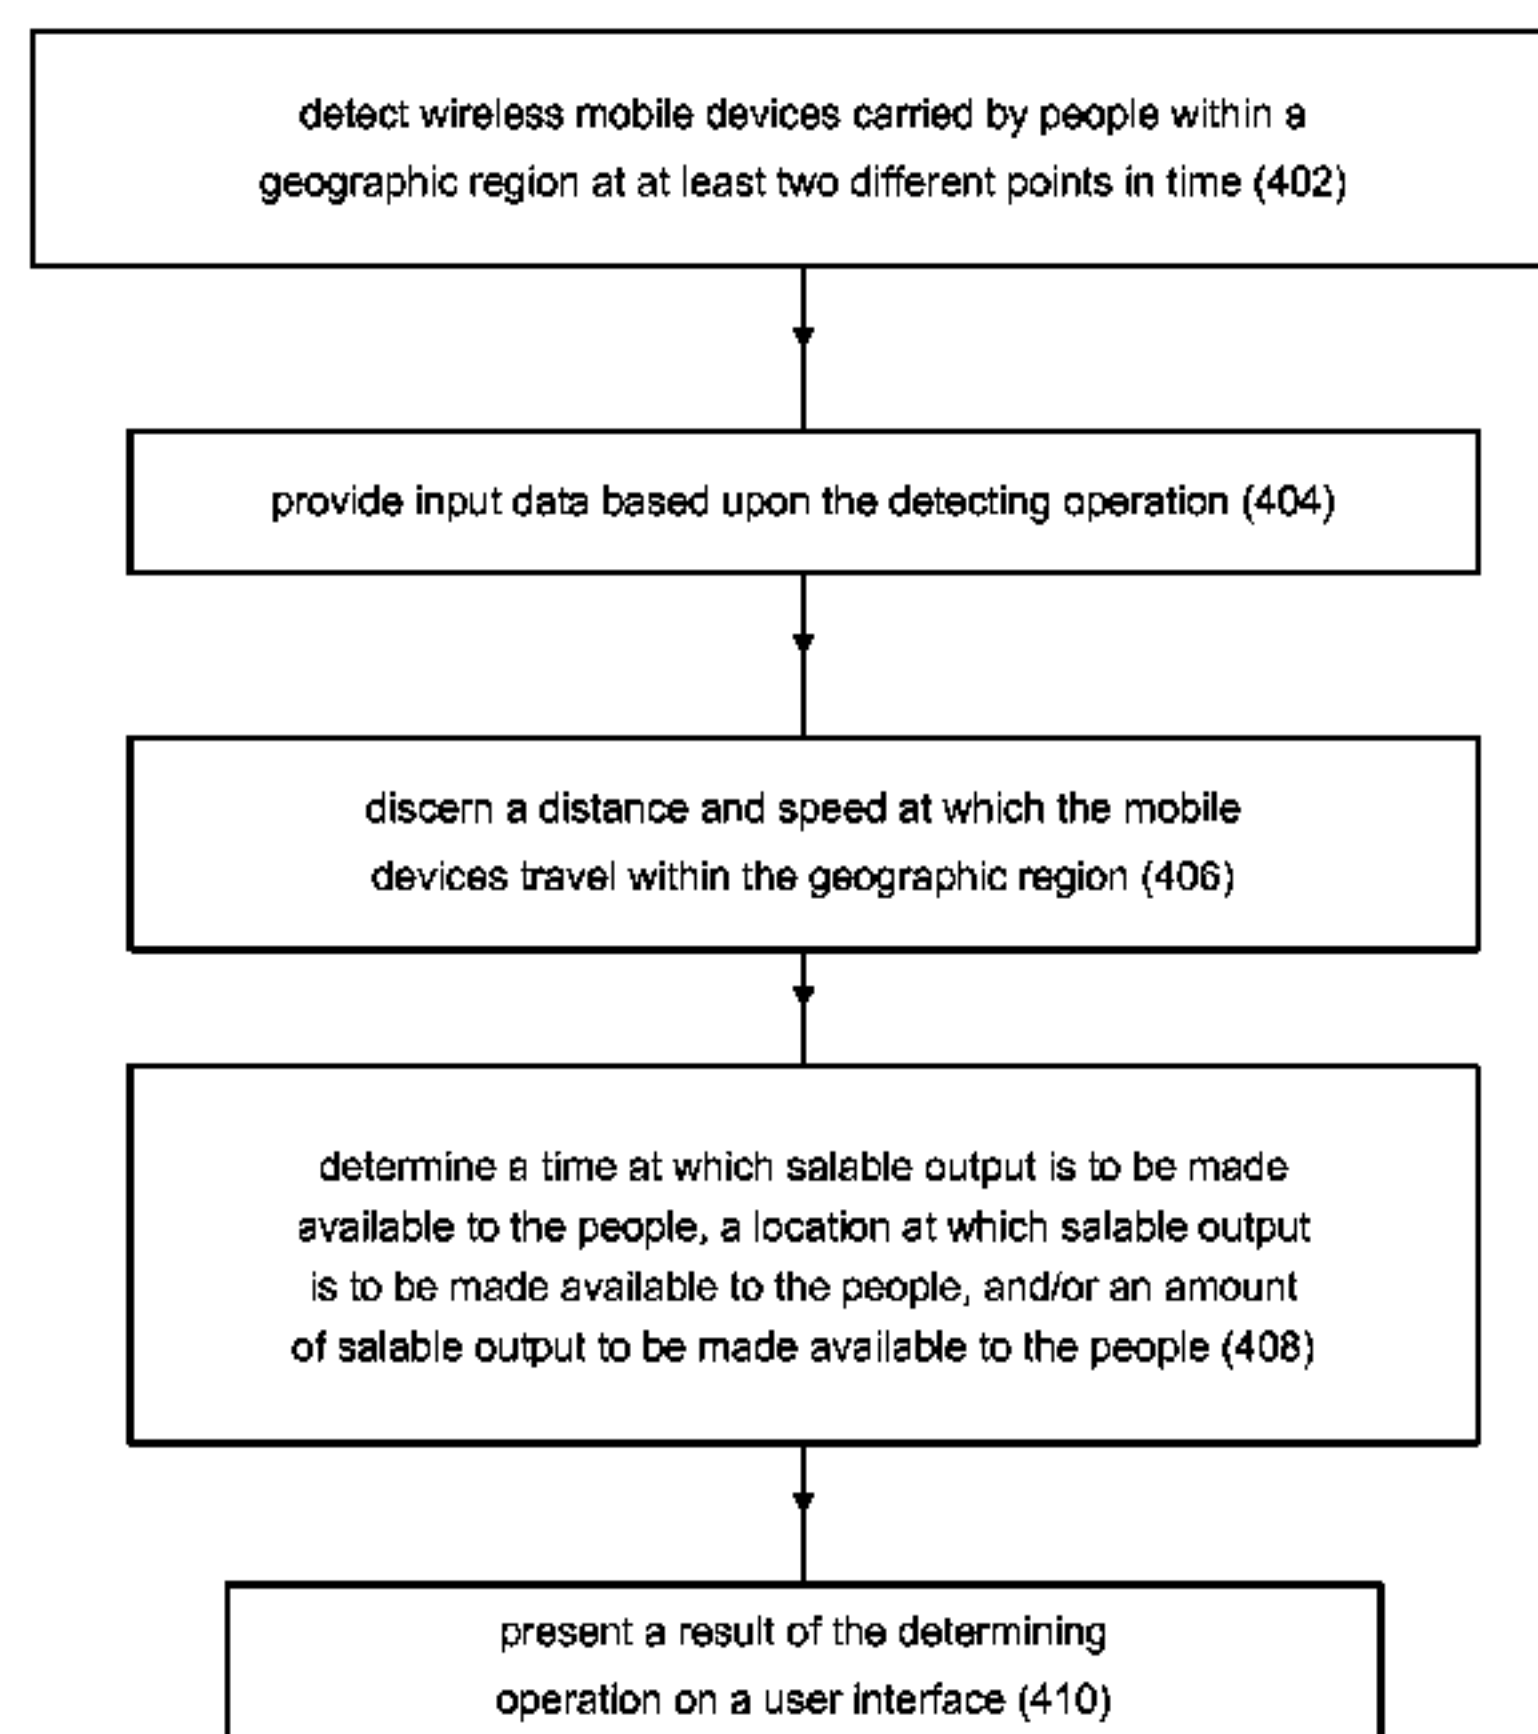 detect wireless mobile devices carried by people within a
geographic region at at least two different points in time (402)
provide input data based upon the detecting operation (404)
discern a distance and speed at which the mobile
devices travel within the geographic region (406)
determine a time at which salable output is to be made
available to the people, a location at which salable output
is to be made available to the people, and/or an amount
of salable output to be made available to the people (408)
present a result of the determining
operation on a user interface (410)